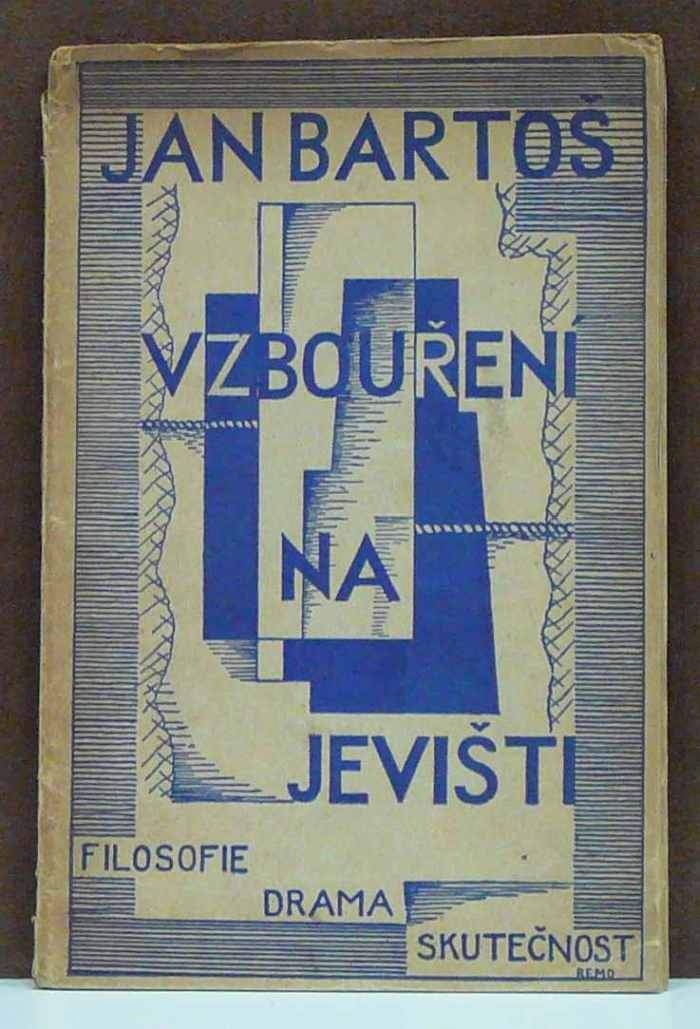 JAN BARTOŠ
VZBOUŘENÍ
NA
JEVIŠTI
FILOSOFIE
DRAMA
SKUTEČNOST
REMO